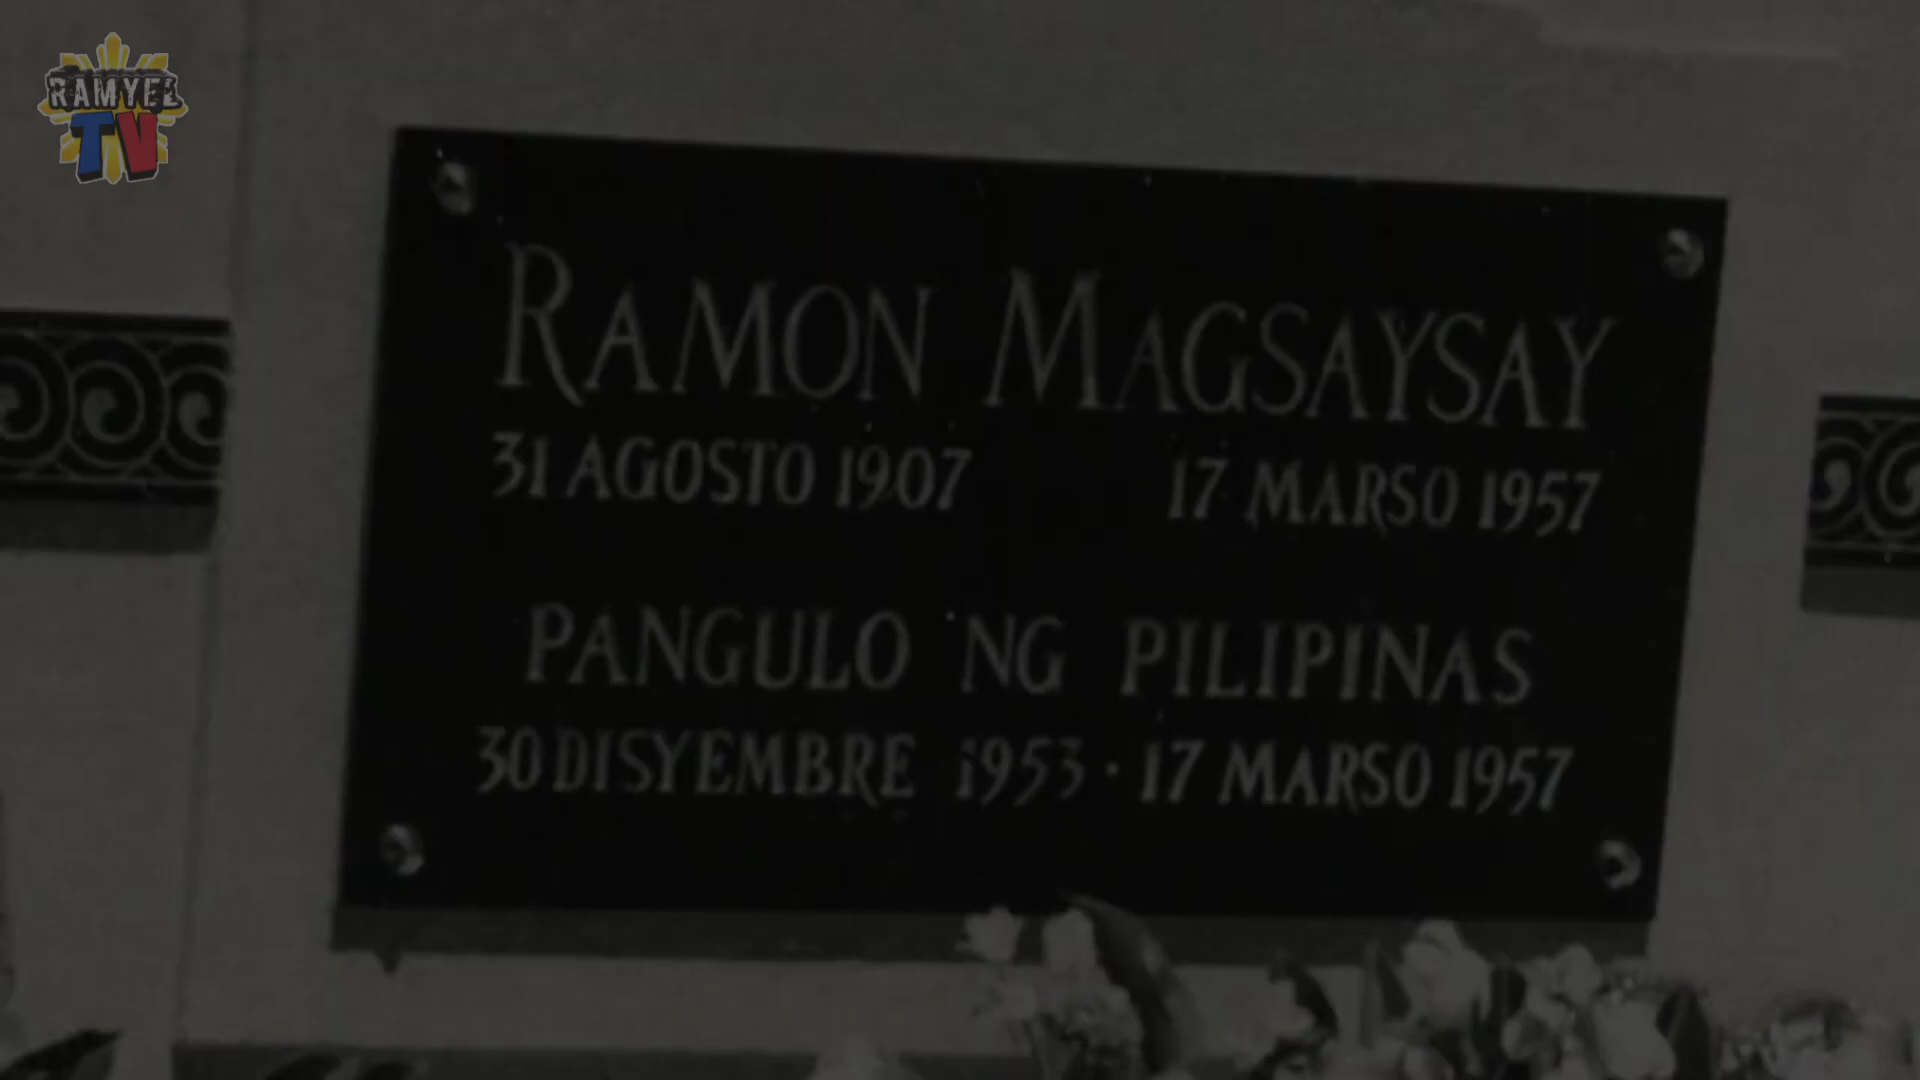 RAMYEL
TV
RAMON MAGSAYSAY
31 AGOSTO 1907 17 MARSO 1957
PANGULO NG PILIPINAS
30 DISYEMBRE 1953 · 17 MARSO 1957